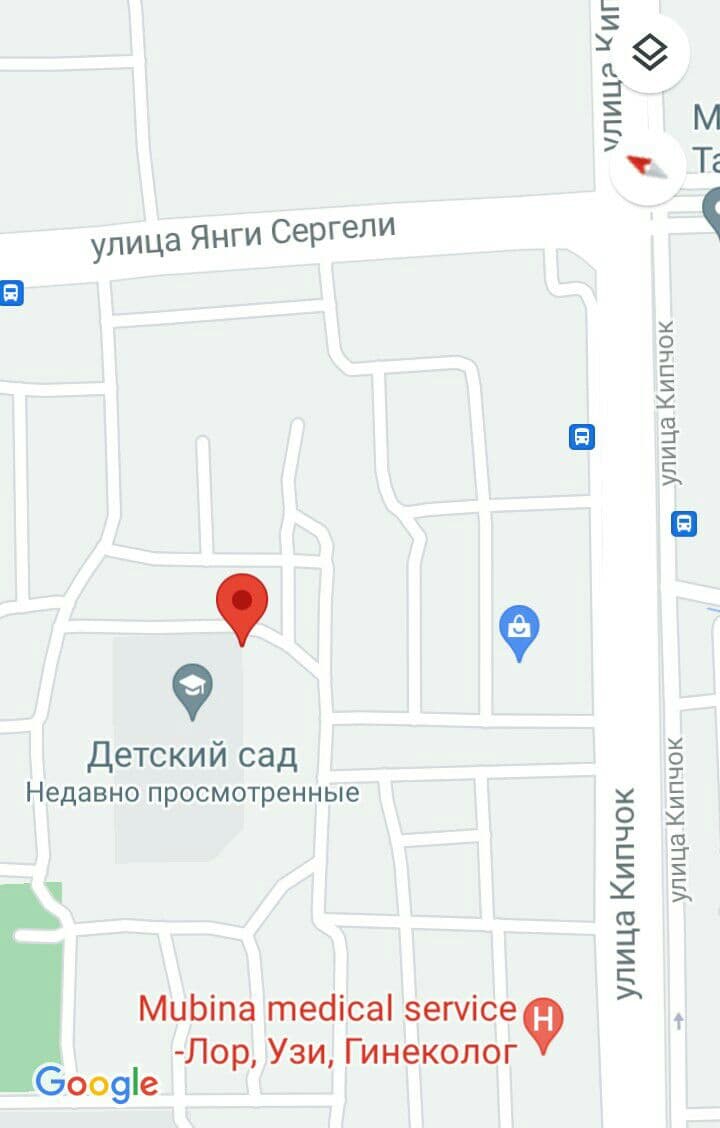 улица Кип
М
Та
улица Янги Сергели
улица Кипчок
Детский сад
Недавно просмотренные
улица Кипчок
улица Кипчок
Mubina medical service
-Лор, Узи, Гинеколог
H
Google